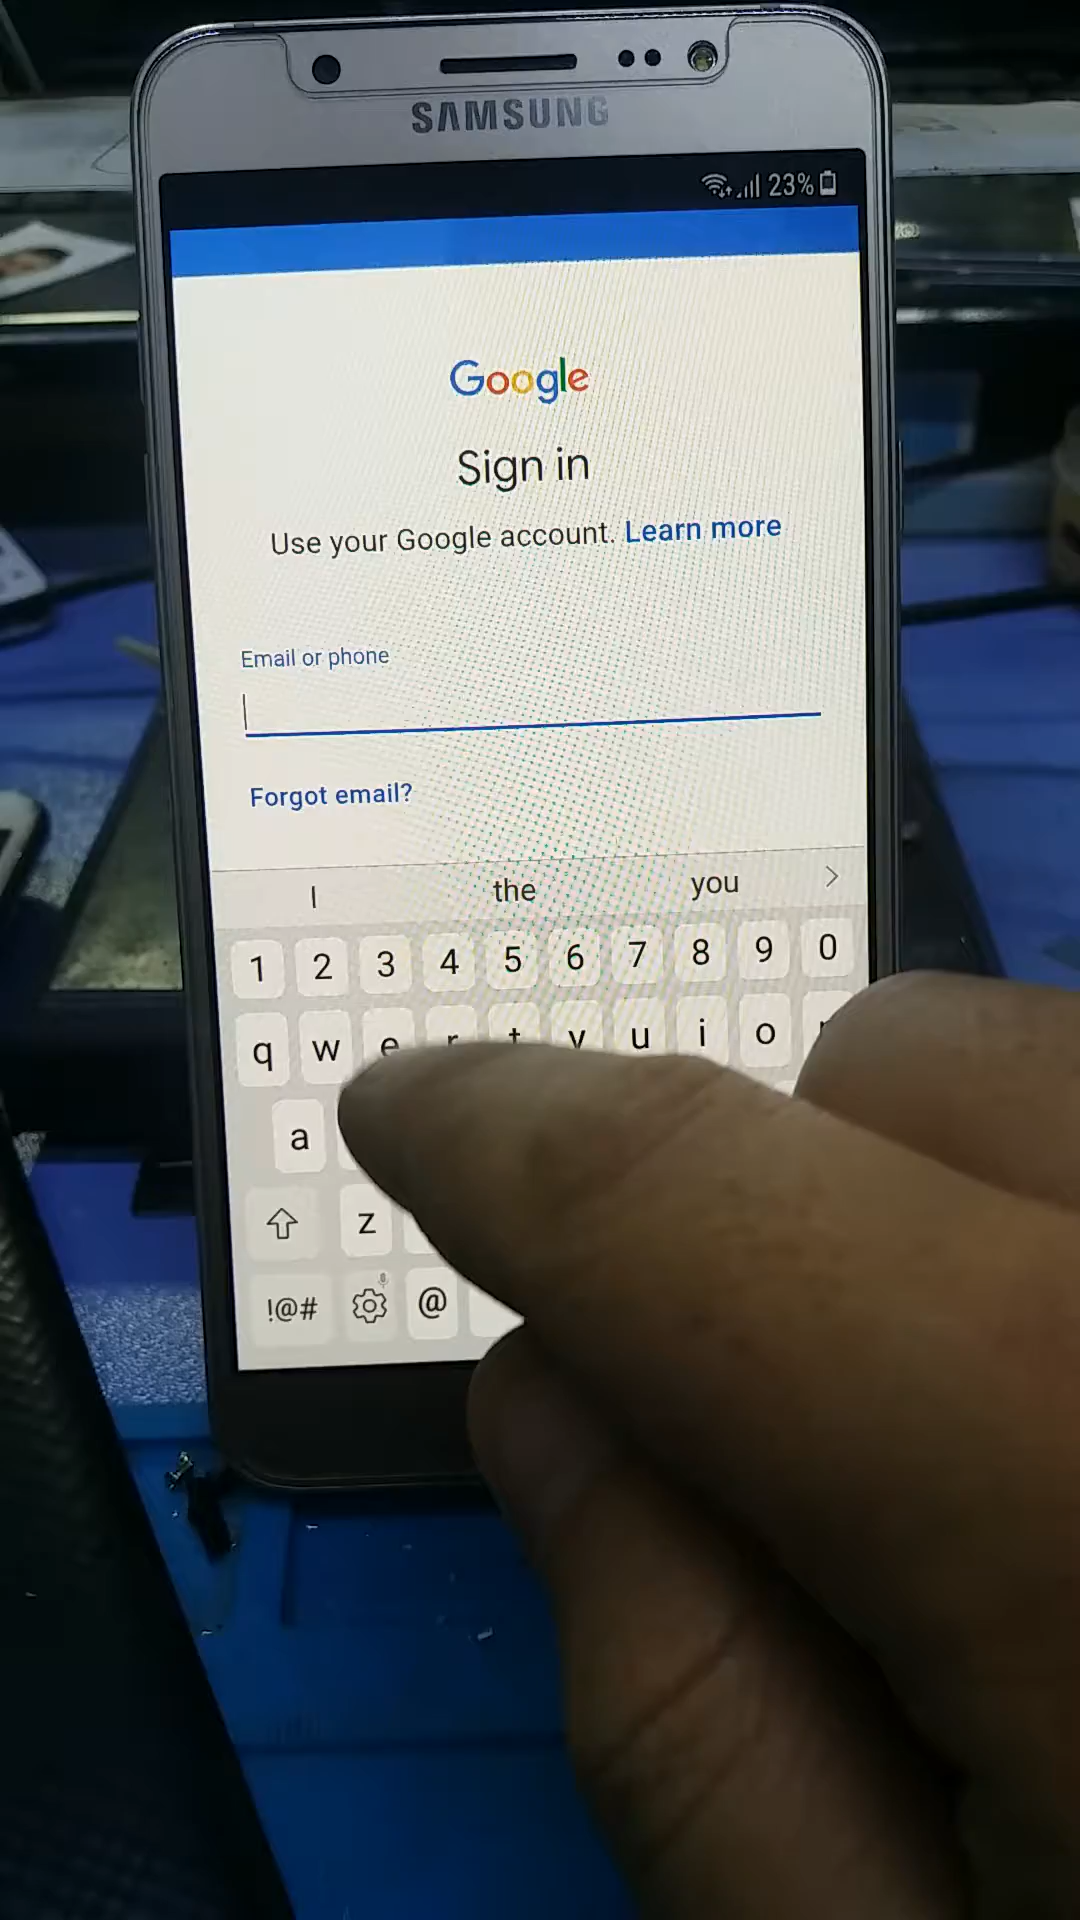 SAMSUNG
23%
Google
Sign in
Use your Google account. Learn more
Email or phone
Forgot email?
I the you
1 2 3 4 5 6 7 8 9 0
q w e r t y u i o
a
z
!@# @